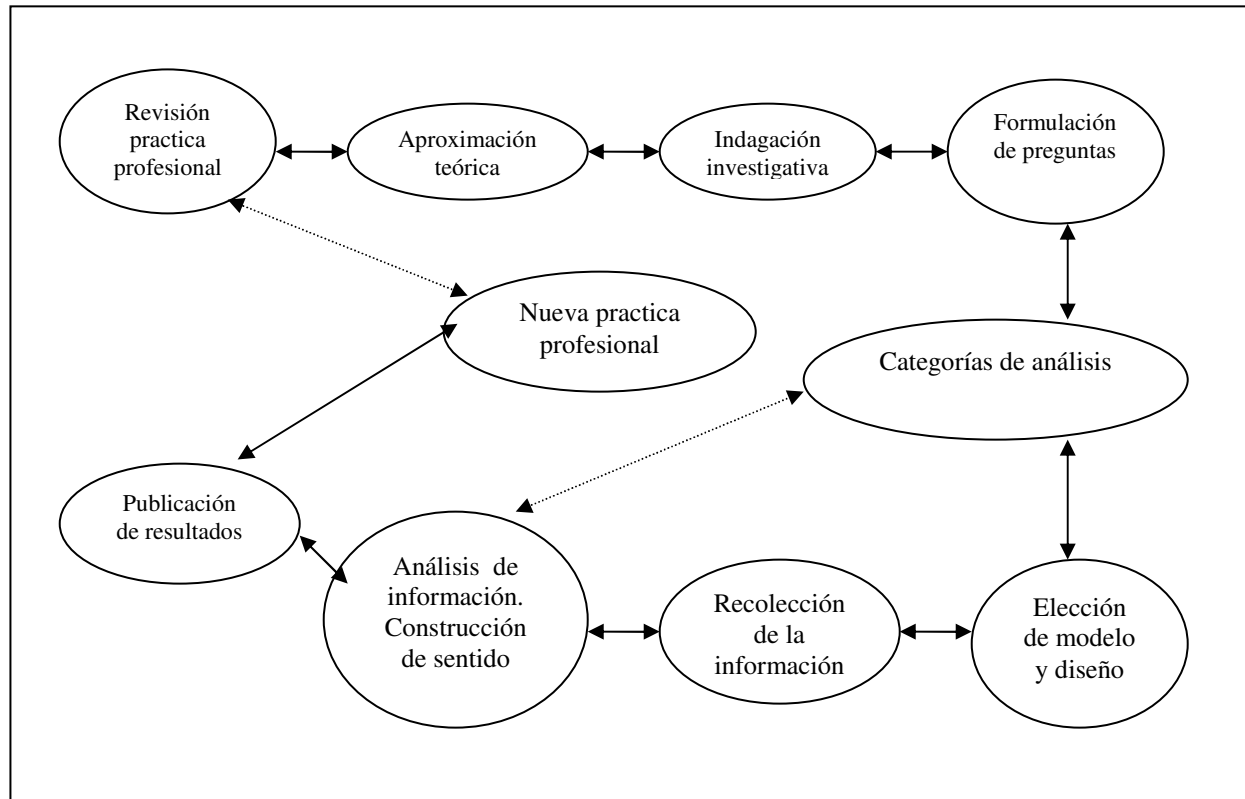 Revisión
practica
profesional
Aproximación
teórica
Indagación
investigativa
Formulación
de preguntas
Nueva practica
profesional
Categorías de análisis
Publicación
de resultados
Análisis de
información.
Construcción
de sentido
Recolección
de la
información
Elección
de modelo
y diseño